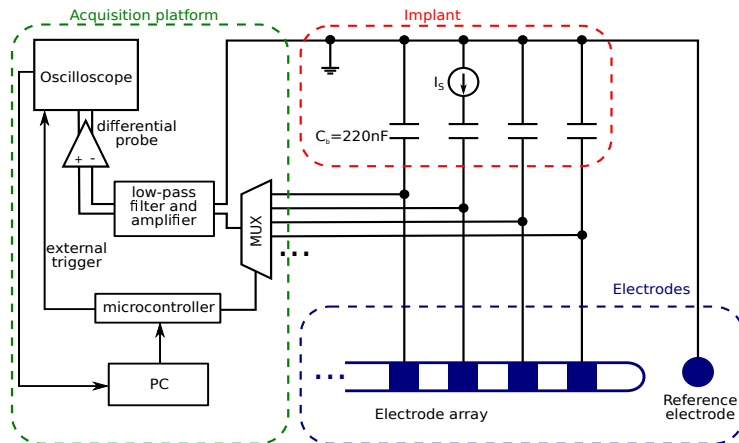 Acquisition platform
Implant
Oscilloscope
I_S
differential
probe
+ -
C_b=220nF
low-pass
filter and
amplifier
MUX
external
trigger
...
microcontroller
Electrodes
PC
...
Electrode array
Reference
electrode